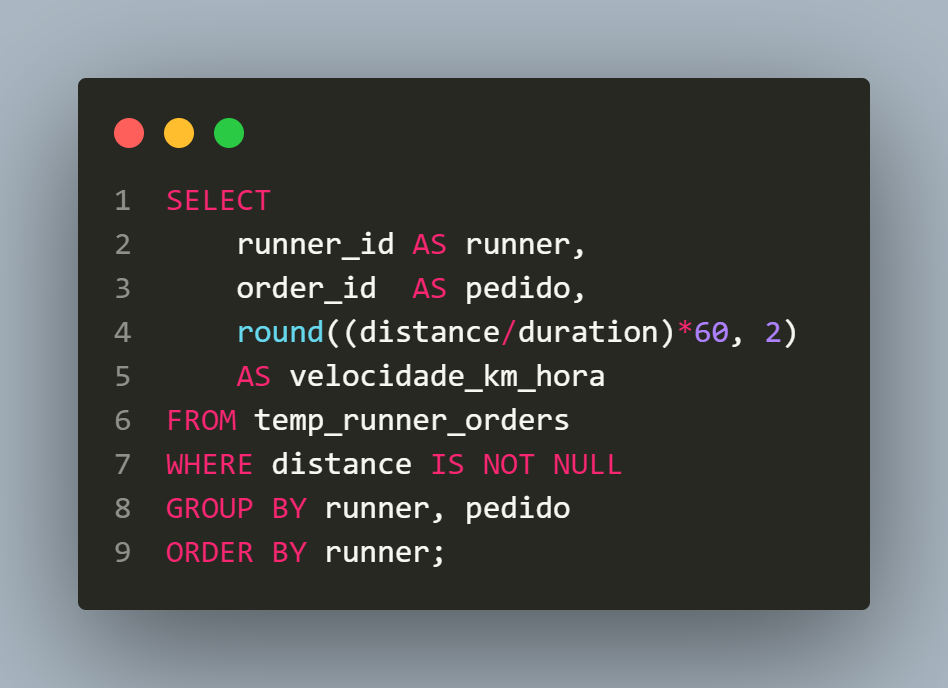 1 SELECT
2     runner_id AS runner,
3     order_id  AS pedido,
4     round((distance/duration)*60, 2)
5     AS velocidade_km_hora
6 FROM temp_runner_orders
7 WHERE distance IS NOT NULL
8 GROUP BY runner, pedido
9 ORDER BY runner;